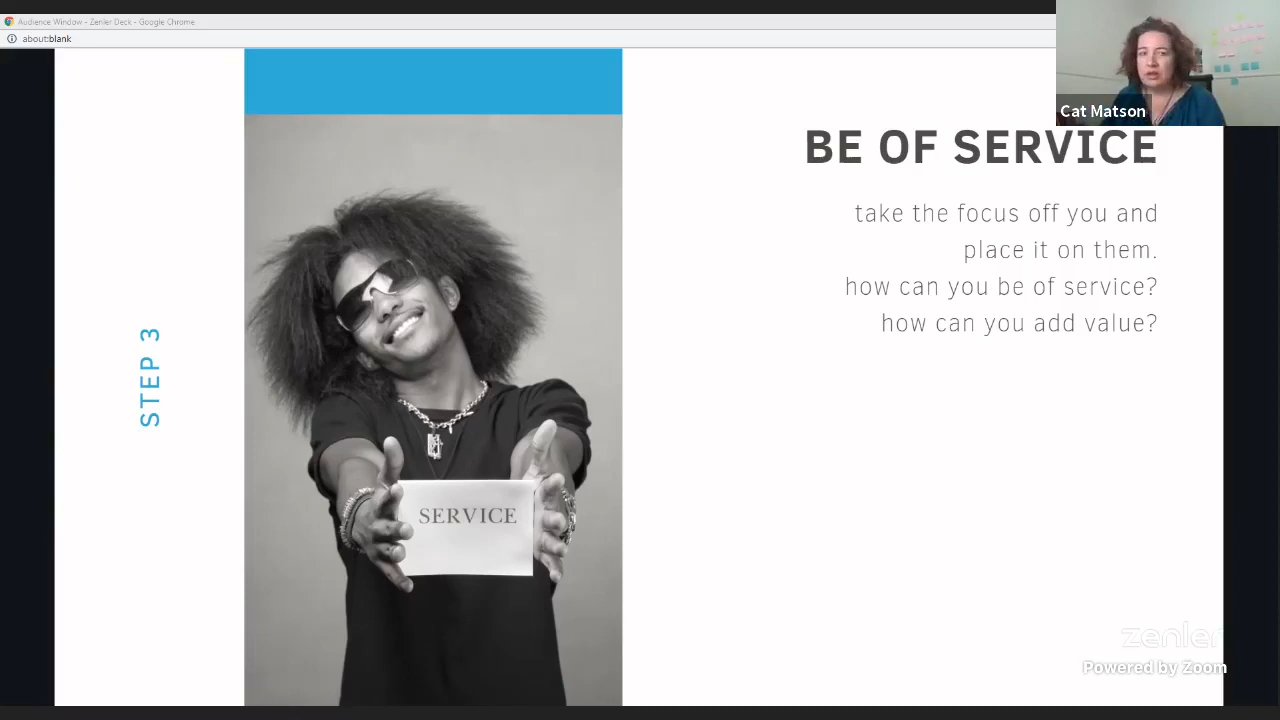 Audience Window - Zenler Deck - Google Chrome
about:blank
Cat Matson
BE OF SERVICE
take the focus off you and
place it on them.
how can you be of service?
how can you add value?
STEP 3
SERVICE
zenler
Powered by Zoom